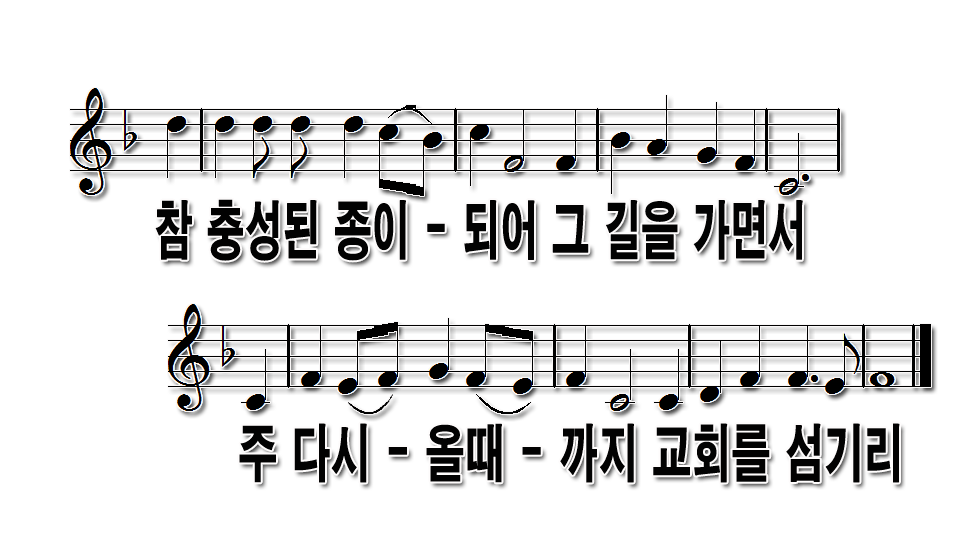 참 충성된 종이 - 되어 그 길을 가면서
주 다시 - 올때 - 까지 교회를 섬기리